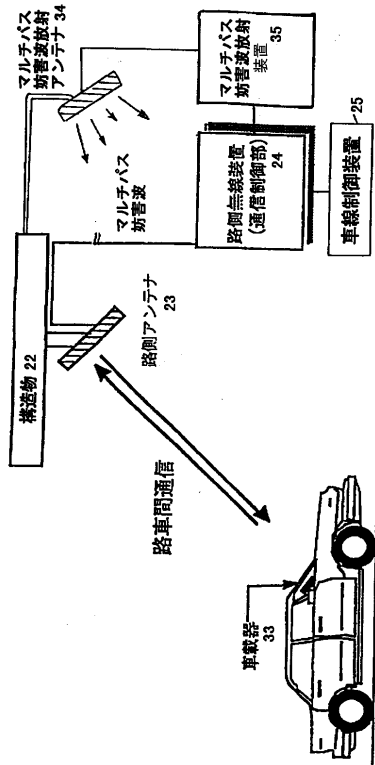 構造物 22
マルチパス
妨害波放射
アンテナ 34
マルチパス
妨害波
路側アンテナ
23
マルチパス
妨害波放射
装置
35
路側無線装置
(通信制御部)
24
車線制御装置
25
路車間通信
車載器
33